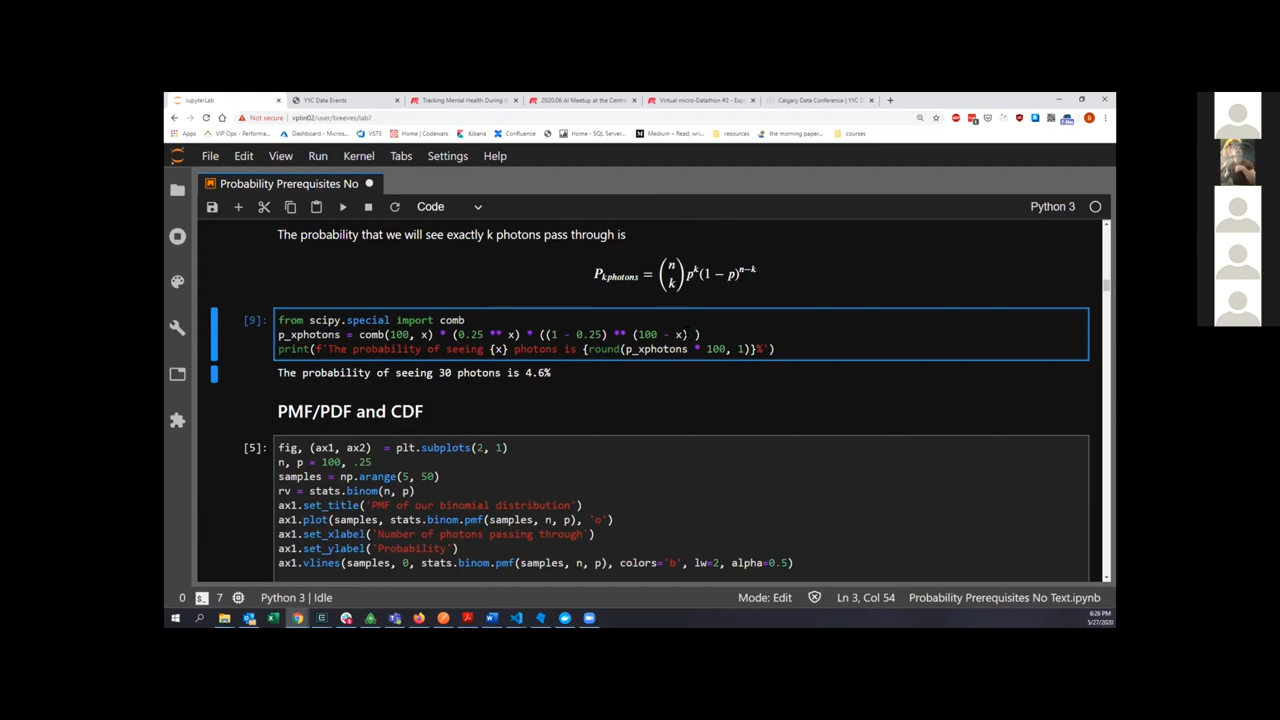 JupyterLab
YYC Data Events
Tracking Mental Health During th
2020.06 AI Meetup at the Centre
Virtual micro-Datathon #2 - Exp
Calgary Data Conference | YYC D
Not secure | vplin02/user/breeves/lab?
Apps
VIP Ops - Performa...
Dashboard - Micros...
VSTS
Home | Codewars
Kibana
Confluence
Home - SQL Server...
Medium – Read, wri...
resources
the morning paper...
courses
File Edit View Run Kernel Tabs Settings Help
Probability Prerequisites No
Code
Python 3
The probability that we will see exactly k photons pass through is
P_{k photons} = \binom{n}{k} p^k (1 − p)^{n−k}
[9]:
from scipy.special import comb
p_xphotons = comb(100, x) * (0.25 ** x) * ((1 - 0.25) ** (100 - x) )
print(f'The probability of seeing {x} photons is {round(p_xphotons * 100, 1)}%')
The probability of seeing 30 photons is 4.6%
PMF/PDF and CDF
[5]:
fig, (ax1, ax2)  = plt.subplots(2, 1)
n, p = 100, .25
samples = np.arange(5, 50)
rv = stats.binom(n, p)
ax1.set_title('PMF of our binomial distribution')
ax1.plot(samples, stats.binom.pmf(samples, n, p), 'o')
ax1.set_xlabel('Number of photons passing through')
ax1.set_ylabel('Probability')
ax1.vlines(samples, 0, stats.binom.pmf(samples, n, p), colors='b', lw=2, alpha=0.5)
0
7
Python 3 | Idle
Mode: Edit
Ln 3, Col 54
Probability Prerequisites No Text.ipynb
6:26 PM
5/27/2020